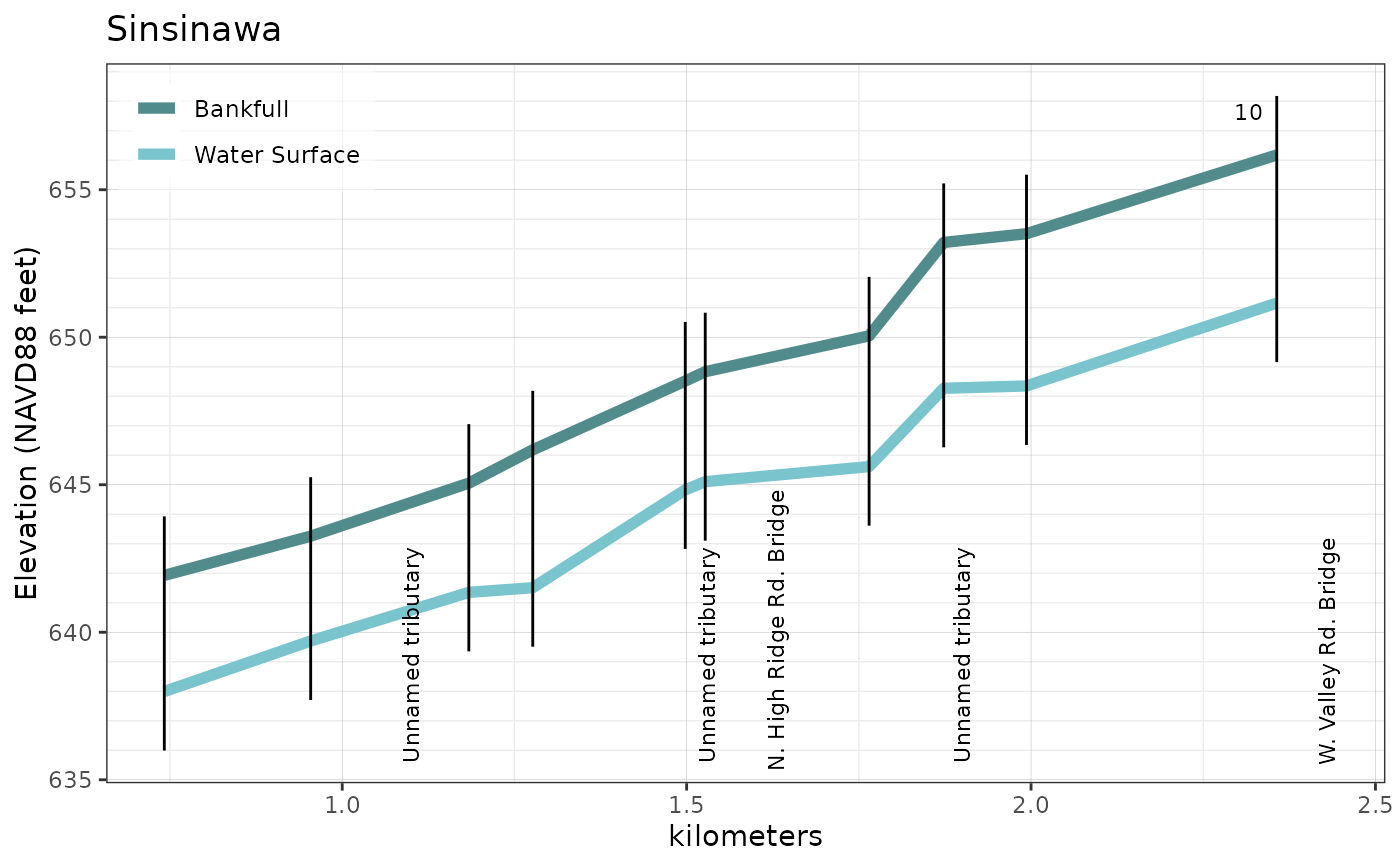 Sinsinawa
Bankfull
Water Surface
10
Elevation (NAVD88 feet)
655
650
645
640
635
Unnamed tributary
Unnamed tributary
N. High Ridge Rd. Bridge
Unnamed tributary
W. Valley Rd. Bridge
1.0
1.5
2.0
2.5
kilometers